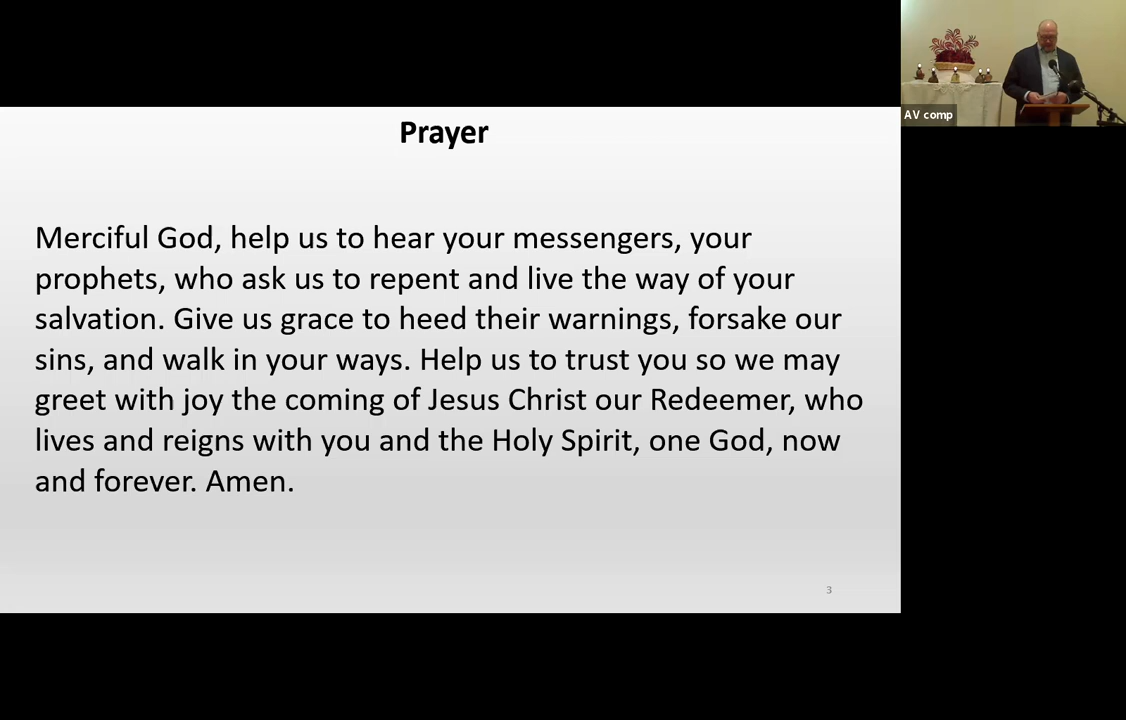 Prayer
Merciful God, help us to hear your messengers, your
prophets, who ask us to repent and live the way of your
salvation. Give us grace to heed their warnings, forsake our
sins, and walk in your ways. Help us to trust you so we may
greet with joy the coming of Jesus Christ our Redeemer, who
lives and reigns with you and the Holy Spirit, one God, now
and forever. Amen.
3
AV comp